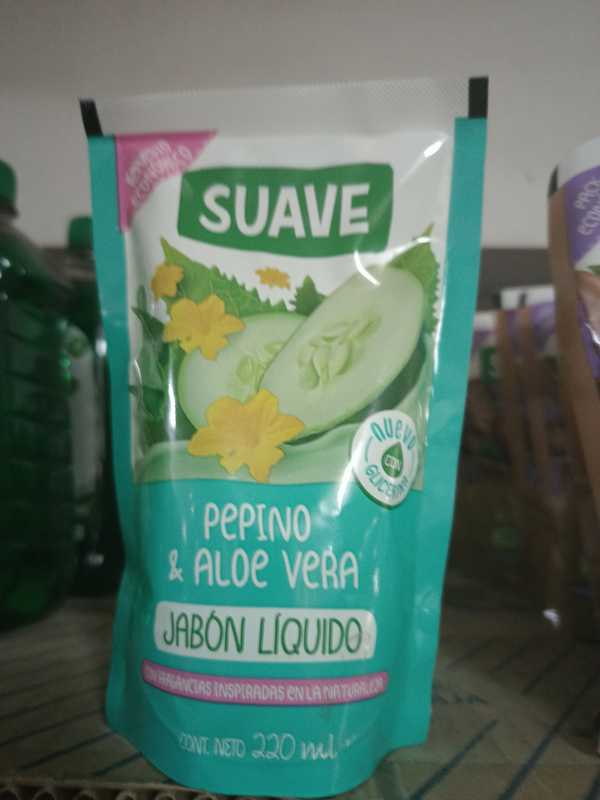 ECONÓMICO
SUAVE
NUEVO
CON
GLICERINA
PEPINO
& ALOE VERA
JABÓN LÍQUIDO
CON FRAGANCIAS INSPIRADAS EN LA NATURALEZA
CONT. NETO 220 ml